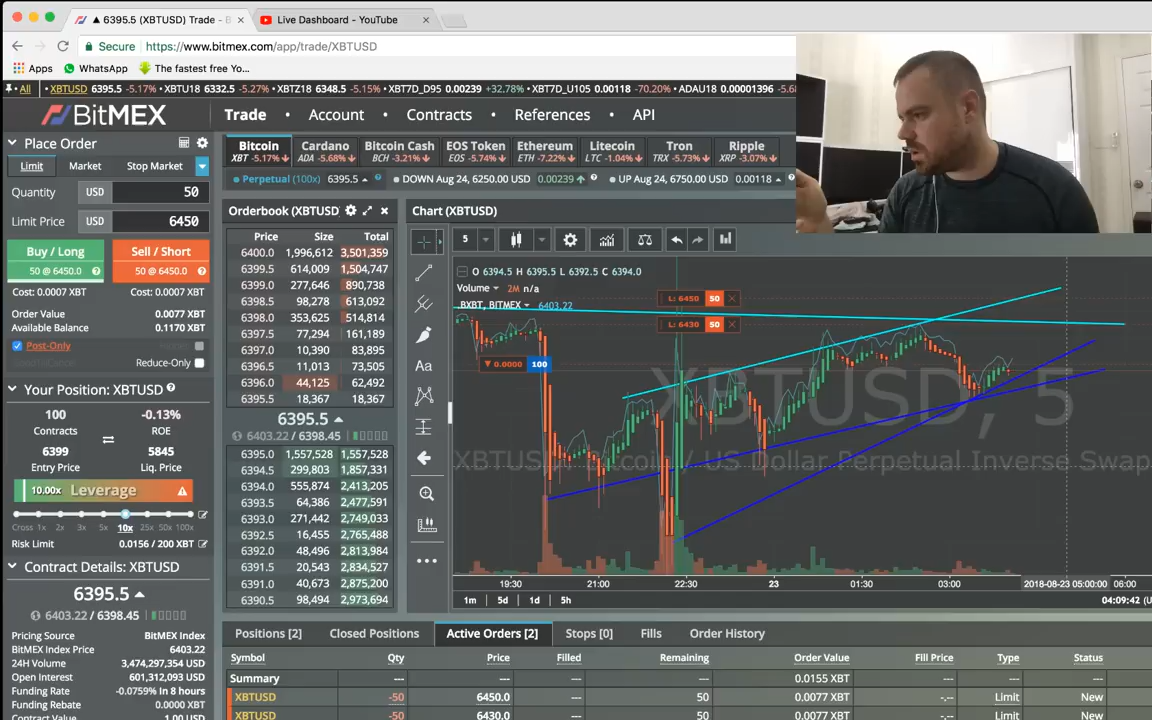 ▲ 6395.5 (XBTUSD) Trade - B
Live Dashboard - YouTube
Secure https://www.bitmex.com/app/trade/XBTUSD
Apps WhatsApp The fastest free Yo...
All XBTUSD 6395.5 -5.17% XBTU18 6332.5 -5.27% XBTZ18 6348.5 -5.15% XBT7D_D95 0.00239 +32.78% XBT7D_U105 0.00118 -70.20% ADAU18 0.00001396
BitMEX
Trade • Account • Contracts • References • API
Place Order
Limit Market Stop Market
Quantity USD 50
Limit Price USD 6450
Buy / Long
50 @ 6450.0
Sell / Short
50 @ 6450.0
Cost: 0.0007 XBT Cost: 0.0007 XBT
Order Value 0.0077 XBT
Available Balance 0.1170 XBT
Post-Only
Reduce-Only
Your Position: XBTUSD
100 -0.13%
Contracts ROE
6399 5845
Entry Price Liq. Price
10.00x Leverage
Cross 1x 2x 3x 5x 10x 25x 50x 100x
Risk Limit 0.0156 / 200 XBT
Contract Details: XBTUSD
6395.5
6403.22 / 6398.45
Pricing Source BitMEX Index
BitMEX Index Price 6403.22
24H Volume 3,474,297,354 USD
Open Interest 601,312,093 USD
Funding Rate -0.0759% In 8 hours
Funding Rebate 0.0000 XBT
Contract Value 1.00 USD
Bitcoin Cardano Bitcoin Cash EOS Token Ethereum Litecoin Tron Ripple
XBT -5.17% ADA -5.68% BCH -3.21% EOS -5.74% ETH -7.22% LTC -1.04% TRX -5.73% XRP -3.07%
Perpetual (100x) 6395.5 DOWN Aug 24, 6250.00 USD 0.00239 UP Aug 24, 6750.00 USD 0.00118
Orderbook (XBTUSD)
Price Size Total
6400.0 1,996,612 3,501,359
6399.5 614,009 1,504,747
6399.0 277,646 890,738
6398.5 98,278 613,092
6398.0 353,625 514,814
6397.5 77,294 161,189
6397.0 10,390 83,895
6396.5 11,013 73,505
6396.0 44,125 62,492
6395.5 18,367 18,367
6395.5
6403.22 / 6398.45
6395.0 1,557,528 1,557,528
6394.5 299,803 1,857,331
6394.0 555,874 2,413,205
6393.5 64,386 2,477,591
6393.0 271,442 2,749,033
6392.5 16,455 2,765,488
6392.0 48,496 2,813,984
6391.5 20,543 2,834,527
6391.0 40,673 2,875,200
6390.5 98,494 2,973,694
Chart (XBTUSD)
5
O 6394.5 H 6395.5 L 6392.5 C 6394.0
Volume 2M n/a
BXBT, BITMEX 6403.22
L: 6450 50
L: 6430 50
0.0000 100
XBTUSD, 5
XBTUSD: Bitcoin / US Dollar Perpetual Inverse Swap
19:30 21:00 22:30 23 01:30 03:00 2018-08-23 05:00:00 06:00
1m 5d 1d 5h
04:09:42
Positions [2] Closed Positions Active Orders [2] Stops [0] Fills Order History
Symbol Qty Price Filled Remaining Order Value Fill Price Type Status
Summary --- --- --- --- 0.0155 XBT --- --- ---
XBTUSD -50 6450.0 --- 50 0.0077 XBT -.-- Limit New
XBTUSD -50 6430.0 --- 50 0.0077 XBT -.-- Limit New